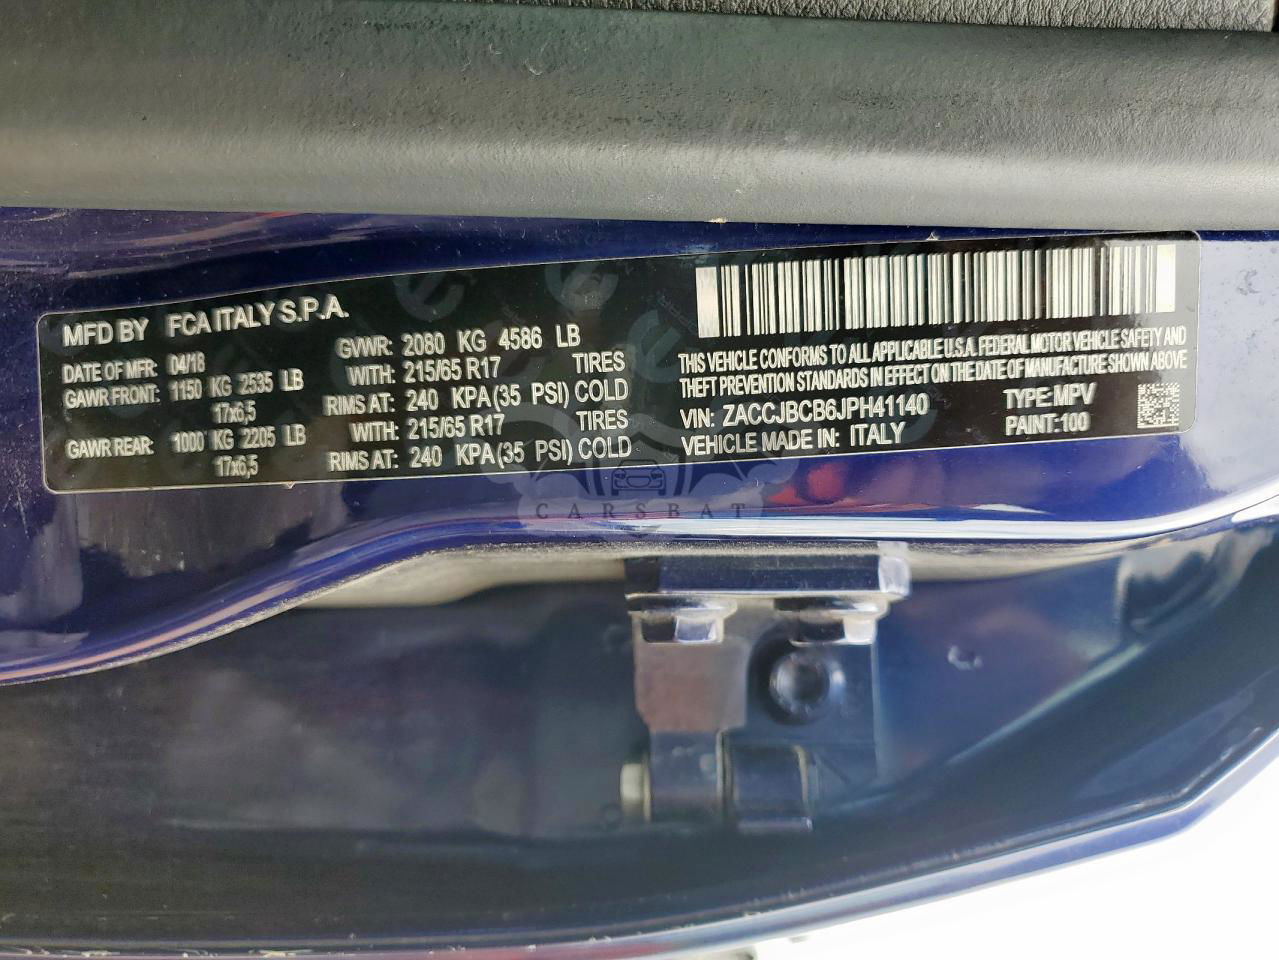 MFD BY FCA ITALY S.P.A.
DATE OF MFR: 04/18 GVWR: 2080 KG 4586 LB
GAWR FRONT: 1150 KG 2535 LB WITH: 215/65 R17 TIRES
17x6,5 RIMS AT: 240 KPA(35 PSI) COLD
GAWR REAR: 1000 KG 2205 LB WITH: 215/65 R17 TIRES
17x6,5 RIMS AT: 240 KPA(35 PSI) COLD
THIS VEHICLE CONFORMS TO ALL APPLICABLE U.S.A. FEDERAL MOTOR VEHICLE SAFETY AND
THEFT PREVENTION STANDARDS IN EFFECT ON THE DATE OF MANUFACTURE SHOWN ABOVE
VIN: ZACCJBCB6JPH41140 TYPE:MPV
VEHICLE MADE IN: ITALY PAINT:100
CARSBAT